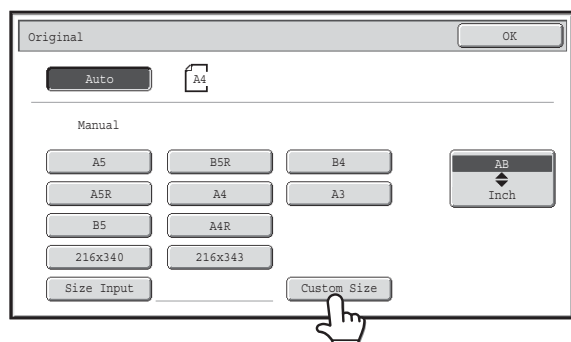 Original OK
Auto A4
Manual
A5 B5R B4 AB
A5R A4 A3 Inch
B5 A4R
216x340 216x343
Size Input Custom Size